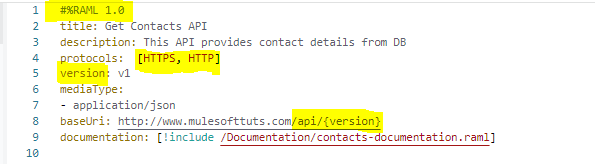 1 #%RAML 1.0
2 title: Get Contacts API
3 description: This API provides contact details from DB
4 protocols: [HTTPS, HTTP]
5 version: v1
6 mediaType:
7 - application/json
8 baseUri: http://www.mulesofttuts.com/api/{version}
9 documentation: [!include /Documentation/contacts-documentation.raml]